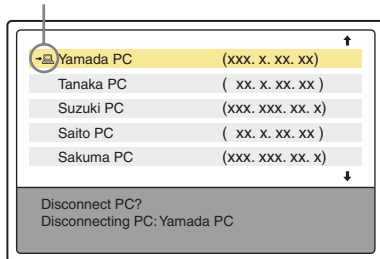 Yamada PC (xxx. x. xx. xx)
Tanaka PC ( xx. x. xx. xx )
Suzuki PC (xxx. xxx. xx. x)
Saito PC ( xx. x. xx. xx )
Sakuma PC (xxx. xxx. xx. x)
Disconnect PC?
Disconnecting PC: Yamada PC